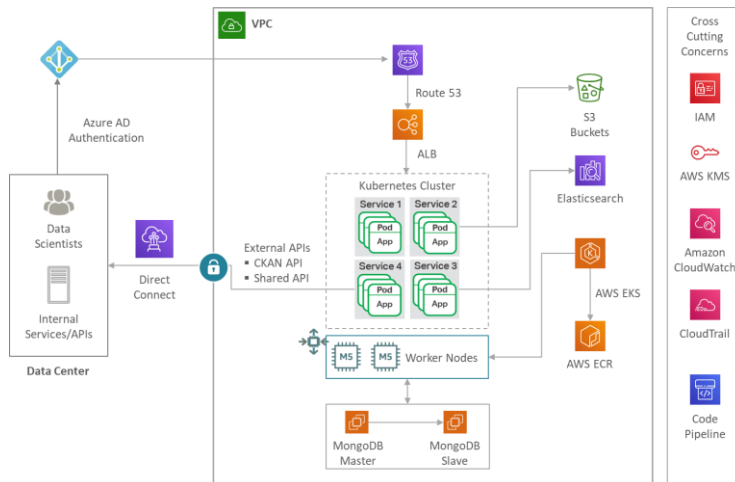 VPC
Cross
Cutting
Concerns
53
Route 53
Azure AD
Authentication
S3
Buckets
IAM
ALB
Kubernetes Cluster
Elasticsearch
AWS KMS
Service 1
Service 2
Pod
App
Pod
App
Data
Scientists
External APIs
CKAN API
Shared API
Direct
Connect
Service 4
Service 3
Pod
App
Pod
App
Amazon
CloudWatch
K
AWS EKS
Internal
Services/APIs
CloudTrail
M5
M5
Worker Nodes
AWS ECR
Data Center
Code
Pipeline
MongoDB
Master
MongoDB
Slave